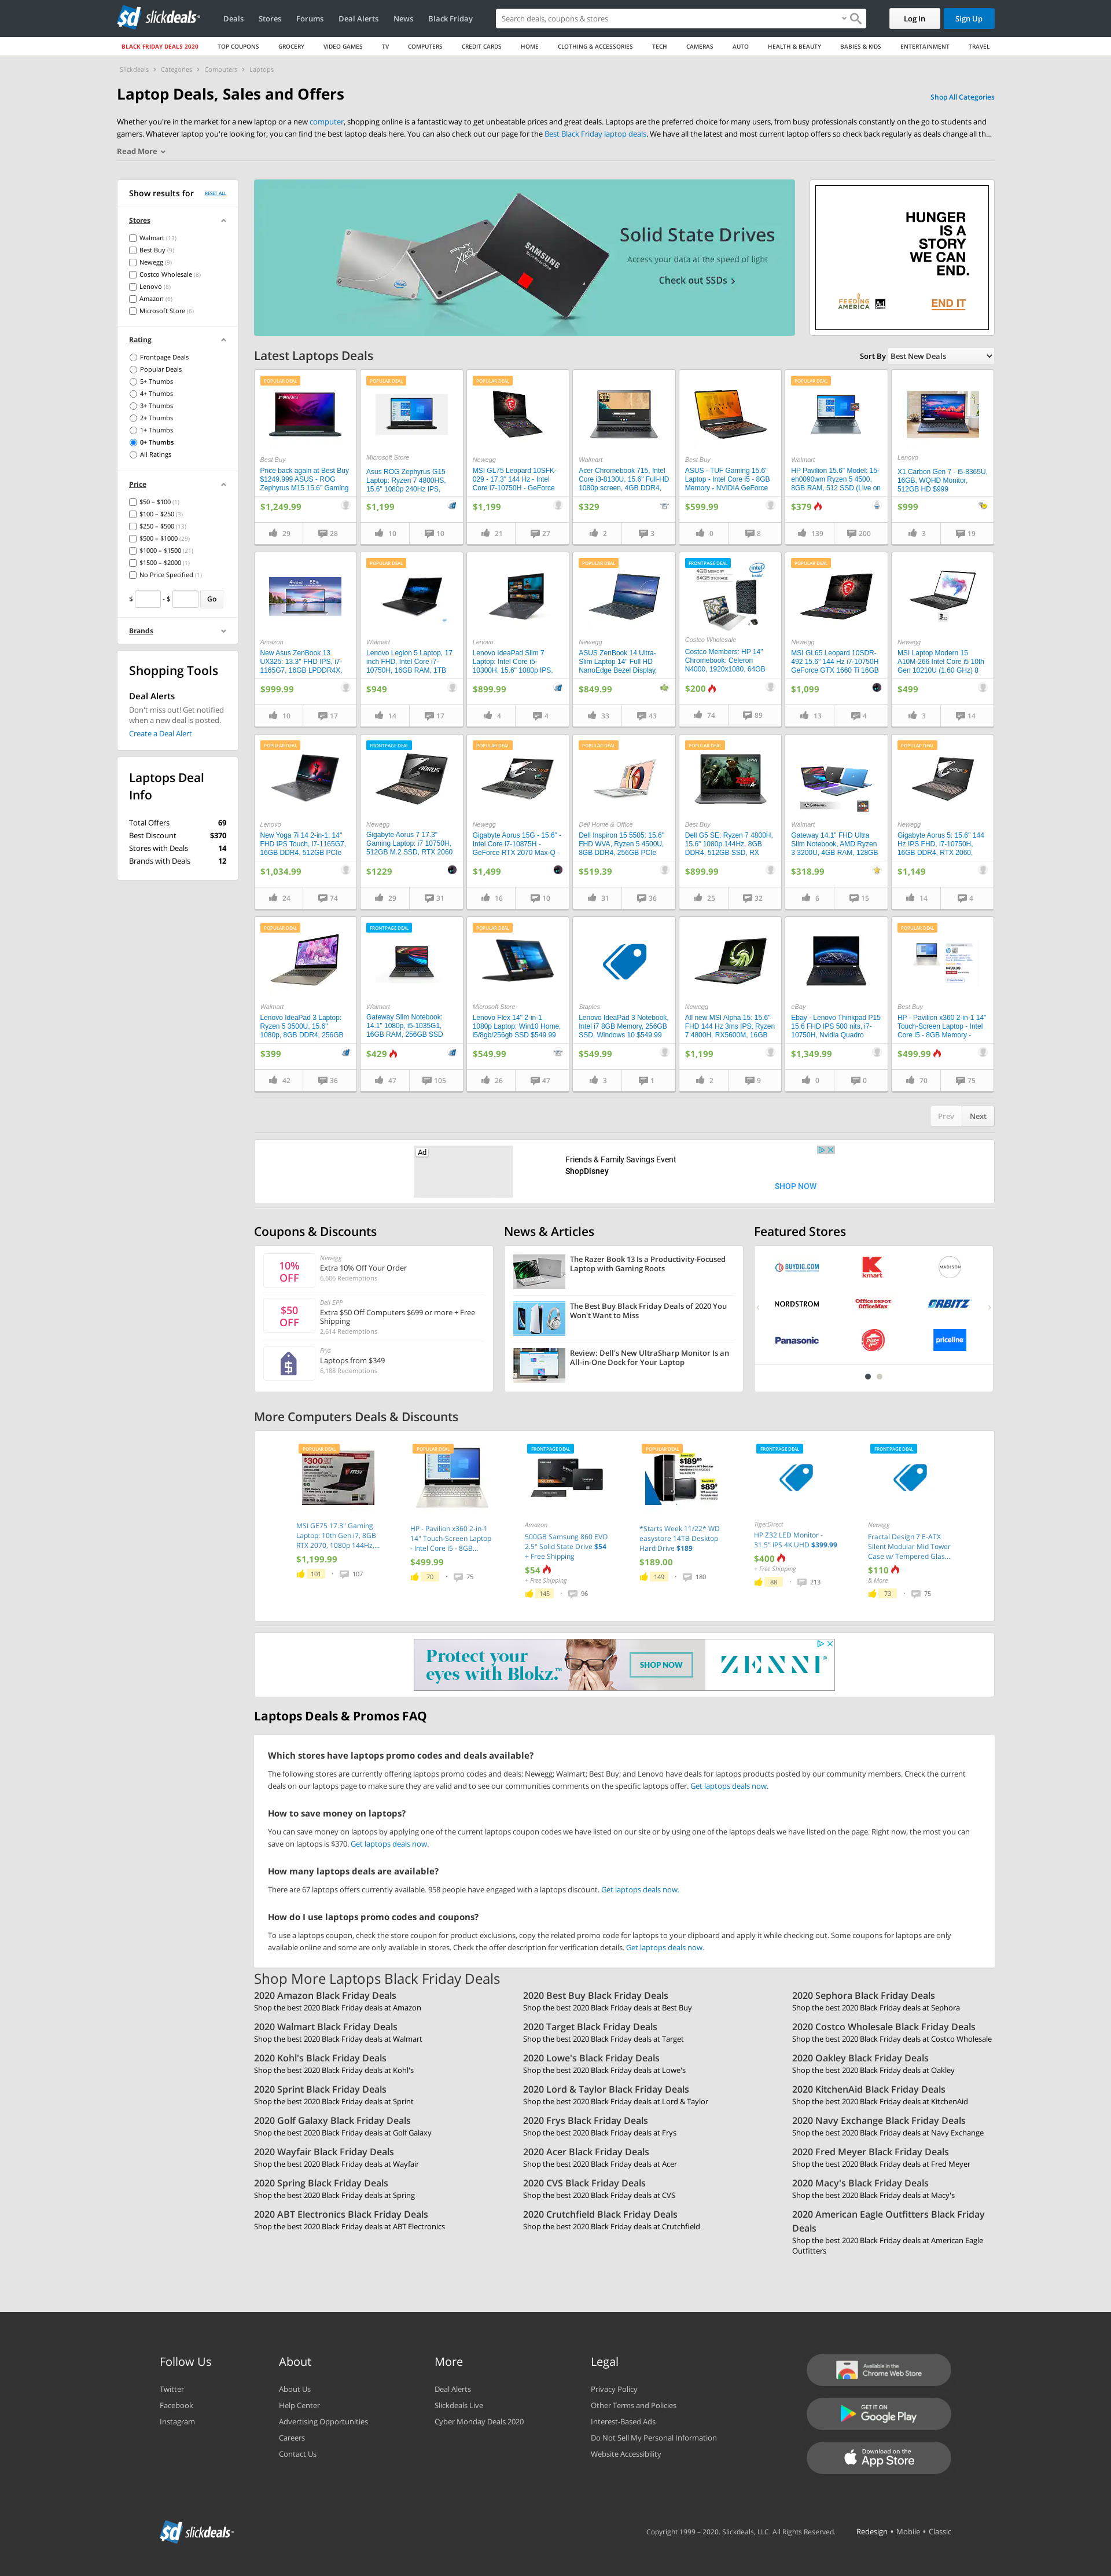 slickdeals
Deals
Stores
Forums
Deal Alerts
News
Black Friday
Search deals, coupons & stores
Log In
Sign Up
BLACK FRIDAY DEALS 2020
TOP COUPONS
GROCERY
VIDEO GAMES
TV
COMPUTERS
CREDIT CARDS
HOME
CLOTHING & ACCESSORIES
TECH
CAMERAS
AUTO
HEALTH & BEAUTY
BABIES & KIDS
ENTERTAINMENT
TRAVEL
Slickdeals > Categories > Computers > Laptops
Laptop Deals, Sales and Offers
Shop All Categories
Whether you're in the market for a new laptop or a new computer, shopping online is a fantastic way to get unbeatable prices and great deals. Laptops are the preferred choice for many users, from busy professionals constantly on the go to students and
gamers. Whatever laptop you're looking for, you can find the best laptop deals here. You can also check out our page for the Best Black Friday laptop deals. We have all the latest and most current laptop offers so check back regularly as deals change all th...
Read More
Show results for
RESET ALL
Stores
Walmart (13)
Best Buy (9)
Newegg (9)
Costco Wholesale (8)
Lenovo (8)
Amazon (6)
Microsoft Store (6)
Rating
Frontpage Deals
Popular Deals
5+ Thumbs
4+ Thumbs
3+ Thumbs
2+ Thumbs
1+ Thumbs
0+ Thumbs
All Ratings
Price
$50 – $100 (1)
$100 – $250 (3)
$250 – $500 (13)
$500 – $1000 (29)
$1000 – $1500 (21)
$1500 – $2000 (1)
No Price Specified (1)
$ - $ Go
Brands
Shopping Tools
Deal Alerts
Don't miss out! Get notified
when a new deal is posted.
Create a Deal Alert
Laptops Deal
Info
Total Offers 69
Best Discount $370
Stores with Deals 14
Brands with Deals 12
Solid State Drives
Access your data at the speed of light
Check out SSDs
HUNGER
IS A
STORY
WE CAN
END.
FEEDING
AMERICA
Ad
END IT
Latest Laptops Deals
Sort By Best New Deals
POPULAR DEAL
Best Buy
Price back again at Best Buy
$1249.999 ASUS - ROG
Zephyrus M15 15.6" Gaming
$1,249.99
29 28
POPULAR DEAL
Microsoft Store
Asus ROG Zephyrus G15
Laptop: Ryzen 7 4800HS,
15.6" 1080p 240Hz IPS,
$1,199
10 10
POPULAR DEAL
Newegg
MSI GL75 Leopard 10SFK-
029 - 17.3" 144 Hz - Intel
Core i7-10750H - GeForce
$1,199
21 27
Walmart
Acer Chromebook 715, Intel
Core i3-8130U, 15.6" Full-HD
1080p screen, 4GB DDR4,
$329
2 3
Best Buy
ASUS - TUF Gaming 15.6"
Laptop - Intel Core i5 - 8GB
Memory - NVIDIA GeForce
$599.99
0 8
POPULAR DEAL
Walmart
HP Pavilion 15.6" Model: 15-
eh0090wm Ryzen 5 4500,
8GB RAM, 512 SSD (Live on
$379
139 200
Lenovo
X1 Carbon Gen 7 - i5-8365U,
16GB, WQHD Monitor,
512GB HD $999
$999
3 19
Amazon
New Asus ZenBook 13
UX325: 13.3" FHD IPS, i7-
1165G7, 16GB LPDDR4X,
$999.99
10 17
POPULAR DEAL
Walmart
Lenovo Legion 5 Laptop, 17
inch FHD, Intel Core i7-
10750H, 16GB RAM, 1TB
$949
14 17
Lenovo
Lenovo IdeaPad Slim 7
Laptop: Intel Core i5-
10300H, 15.6" 1080p IPS,
$899.99
4 4
POPULAR DEAL
Newegg
ASUS ZenBook 14 Ultra-
Slim Laptop 14" Full HD
NanoEdge Bezel Display,
$849.99
33 43
FRONTPAGE DEAL
4GB MEMORY
64GB STORAGE
Costco Wholesale
Costco Members: HP 14"
Chromebook: Celeron
N4000, 1920x1080, 64GB
$200
74 89
POPULAR DEAL
Newegg
MSI GL65 Leopard 10SDR-
492 15.6" 144 Hz i7-10750H
GeForce GTX 1660 Ti 16GB
$1,099
13 4
Newegg
MSI Laptop Modern 15
A10M-266 Intel Core i5 10th
Gen 10210U (1.60 GHz) 8
$499
3 14
POPULAR DEAL
Lenovo
New Yoga 7i 14 2-in-1: 14"
FHD IPS Touch, i7-1165G7,
16GB DDR4, 512GB PCIe
$1,034.99
24 74
FRONTPAGE DEAL
Newegg
Gigabyte Aorus 7 17.3"
Gaming Laptop: i7 10750H,
512GB M.2 SSD, RTX 2060
$1229
29 31
POPULAR DEAL
Newegg
Gigabyte Aorus 15G - 15.6" -
Intel Core i7-10875H -
GeForce RTX 2070 Max-Q -
$1,499
16 10
POPULAR DEAL
Dell Home & Office
Dell Inspiron 15 5505: 15.6"
FHD WVA, Ryzen 5 4500U,
8GB DDR4, 256GB PCIe
$519.39
31 36
POPULAR DEAL
Best Buy
Dell G5 SE: Ryzen 7 4800H,
15.6" 1080p 144Hz, 8GB
DDR4, 512GB SSD, RX
$899.99
25 32
Walmart
Gateway 14.1" FHD Ultra
Slim Notebook, AMD Ryzen
3 3200U, 4GB RAM, 128GB
$318.99
6 15
POPULAR DEAL
Newegg
Gigabyte Aorus 5: 15.6" 144
Hz IPS FHD, i7-10750H,
16GB DDR4, RTX 2060,
$1,149
14 4
POPULAR DEAL
Walmart
Lenovo IdeaPad 3 Laptop:
Ryzen 5 3500U, 15.6"
1080p, 8GB DDR4, 256GB
$399
42 36
FRONTPAGE DEAL
Walmart
Gateway Slim Notebook:
14.1" 1080p, i5-1035G1,
16GB RAM, 256GB SSD
$429
47 105
POPULAR DEAL
Microsoft Store
Lenovo Flex 14" 2-in-1
1080p Laptop: Win10 Home,
i5/8gb/256gb SSD $549.99
$549.99
26 47
Staples
Lenovo IdeaPad 3 Notebook,
Intel i7 8GB Memory, 256GB
SSD, Windows 10 $549.99
$549.99
3 1
Newegg
All new MSI Alpha 15: 15.6"
FHD 144 Hz 3ms IPS, Ryzen
7 4800H, RX5600M, 16GB
$1,199
2 9
eBay
Ebay - Lenovo Thinkpad P15
15.6 FHD IPS 500 nits, i7-
10750H, Nvidia Quadro
$1,349.99
0 0
POPULAR DEAL
Best Buy
HP - Pavilion x360 2-in-1 14"
Touch-Screen Laptop - Intel
Core i5 - 8GB Memory -
$499.99
70 75
Prev Next
Ad
Friends & Family Savings Event
ShopDisney
SHOP NOW
Coupons & Discounts
10%
OFF
Newegg
Extra 10% Off Your Order
6,606 Redemptions
$50
OFF
Dell EPP
Extra $50 Off Computers $699 or more + Free
Shipping
2,614 Redemptions
Frys
Laptops from $349
6,188 Redemptions
News & Articles
The Razor Book 13 Is a Productivity-Focused
Laptop with Gaming Roots
The Best Buy Black Friday Deals of 2020 You
Won't Want to Miss
Review: Dell's New UltraSharp Monitor Is an
All-in-One Dock for Your Laptop
Featured Stores
BUYDIG.COM
kmart
MADISON
NORDSTROM
Office DEPOT
OfficeMax
ORBITZ
Panasonic
Pizza Hut
priceline
More Computers Deals & Discounts
POPULAR DEAL
$300
MSI GE75 17.3" Gaming
Laptop: 10th Gen i7, 8GB
RTX 2070, 1080p 144Hz,...
$1,199.99
101 · 107
POPULAR DEAL
HP - Pavilion x360 2-in-1
14" Touch-Screen Laptop
- Intel Core i5 - 8GB...
$499.99
70 · 75
FRONTPAGE DEAL
Amazon
500GB Samsung 860 EVO
2.5" Solid State Drive $54
+ Free Shipping
$54
+ Free Shipping
145 · 96
POPULAR DEAL
*Starts Week 11/22* WD
easystore 14TB Desktop
Hard Drive $189
$189.00
149 · 180
FRONTPAGE DEAL
TigerDirect
HP Z32 LED Monitor -
31.5" IPS 4K UHD $399.99
$400
+ Free Shipping
88 · 213
FRONTPAGE DEAL
Newegg
Fractal Design 7 E-ATX
Silent Modular Mid Tower
Case w/ Tempered Glas...
$110
& More
73 · 75
Protect your
eyes with Blokz.™
SHOP NOW
ZENNI
Laptops Deals & Promos FAQ
Which stores have laptops promo codes and deals available?
The following stores are currently offering laptops promo codes and deals: Newegg; Walmart; Best Buy; and Lenovo have deals for laptops products posted by our community members. Check the current
deals on our laptops page to make sure they are valid and to see our communities comments on the specific laptops offer. Get laptops deals now.
How to save money on laptops?
You can save money on laptops by applying one of the current laptops coupon codes we have listed on our site or by using one of the laptops deals we have listed on the page. Right now, the most you can
save on laptops is $370. Get laptops deals now.
How many laptops deals are available?
There are 67 laptops offers currently available. 958 people have engaged with a laptops discount. Get laptops deals now.
How do I use laptops promo codes and coupons?
To use a laptops coupon, check the store coupon for product exclusions, copy the related promo code for laptops to your clipboard and apply it while checking out. Some coupons for laptops are only
available online and some are only available in stores. Check the offer description for verification details. Get laptops deals now.
Shop More Laptops Black Friday Deals
2020 Amazon Black Friday Deals
Shop the best 2020 Black Friday deals at Amazon
2020 Best Buy Black Friday Deals
Shop the best 2020 Black Friday deals at Best Buy
2020 Sephora Black Friday Deals
Shop the best 2020 Black Friday deals at Sephora
2020 Walmart Black Friday Deals
Shop the best 2020 Black Friday deals at Walmart
2020 Target Black Friday Deals
Shop the best 2020 Black Friday deals at Target
2020 Costco Wholesale Black Friday Deals
Shop the best 2020 Black Friday deals at Costco Wholesale
2020 Kohl's Black Friday Deals
Shop the best 2020 Black Friday deals at Kohl's
2020 Lowe's Black Friday Deals
Shop the best 2020 Black Friday deals at Lowe's
2020 Oakley Black Friday Deals
Shop the best 2020 Black Friday deals at Oakley
2020 Sprint Black Friday Deals
Shop the best 2020 Black Friday deals at Sprint
2020 Lord & Taylor Black Friday Deals
Shop the best 2020 Black Friday deals at Lord & Taylor
2020 KitchenAid Black Friday Deals
Shop the best 2020 Black Friday deals at KitchenAid
2020 Golf Galaxy Black Friday Deals
Shop the best 2020 Black Friday deals at Golf Galaxy
2020 Frys Black Friday Deals
Shop the best 2020 Black Friday deals at Frys
2020 Navy Exchange Black Friday Deals
Shop the best 2020 Black Friday deals at Navy Exchange
2020 Wayfair Black Friday Deals
Shop the best 2020 Black Friday deals at Wayfair
2020 Acer Black Friday Deals
Shop the best 2020 Black Friday deals at Acer
2020 Fred Meyer Black Friday Deals
Shop the best 2020 Black Friday deals at Fred Meyer
2020 Spring Black Friday Deals
Shop the best 2020 Black Friday deals at Spring
2020 CVS Black Friday Deals
Shop the best 2020 Black Friday deals at CVS
2020 Macy's Black Friday Deals
Shop the best 2020 Black Friday deals at Macy's
2020 ABT Electronics Black Friday Deals
Shop the best 2020 Black Friday deals at ABT Electronics
2020 Crutchfield Black Friday Deals
Shop the best 2020 Black Friday deals at Crutchfield
2020 American Eagle Outfitters Black Friday
Deals
Shop the best 2020 Black Friday deals at American Eagle
Outfitters
Follow Us
Twitter
Facebook
Instagram
About
About Us
Help Center
Advertising Opportunities
Careers
Contact Us
More
Deal Alerts
Slickdeals Live
Cyber Monday Deals 2020
Legal
Privacy Policy
Other Terms and Policies
Interest-Based Ads
Do Not Sell My Personal Information
Website Accessibility
Available in the
Chrome Web Store
GET IT ON
Google Play
Download on the
App Store
slickdeals
Copyright 1999 – 2020. Slickdeals, LLC. All Rights Reserved.
Redesign • Mobile • Classic